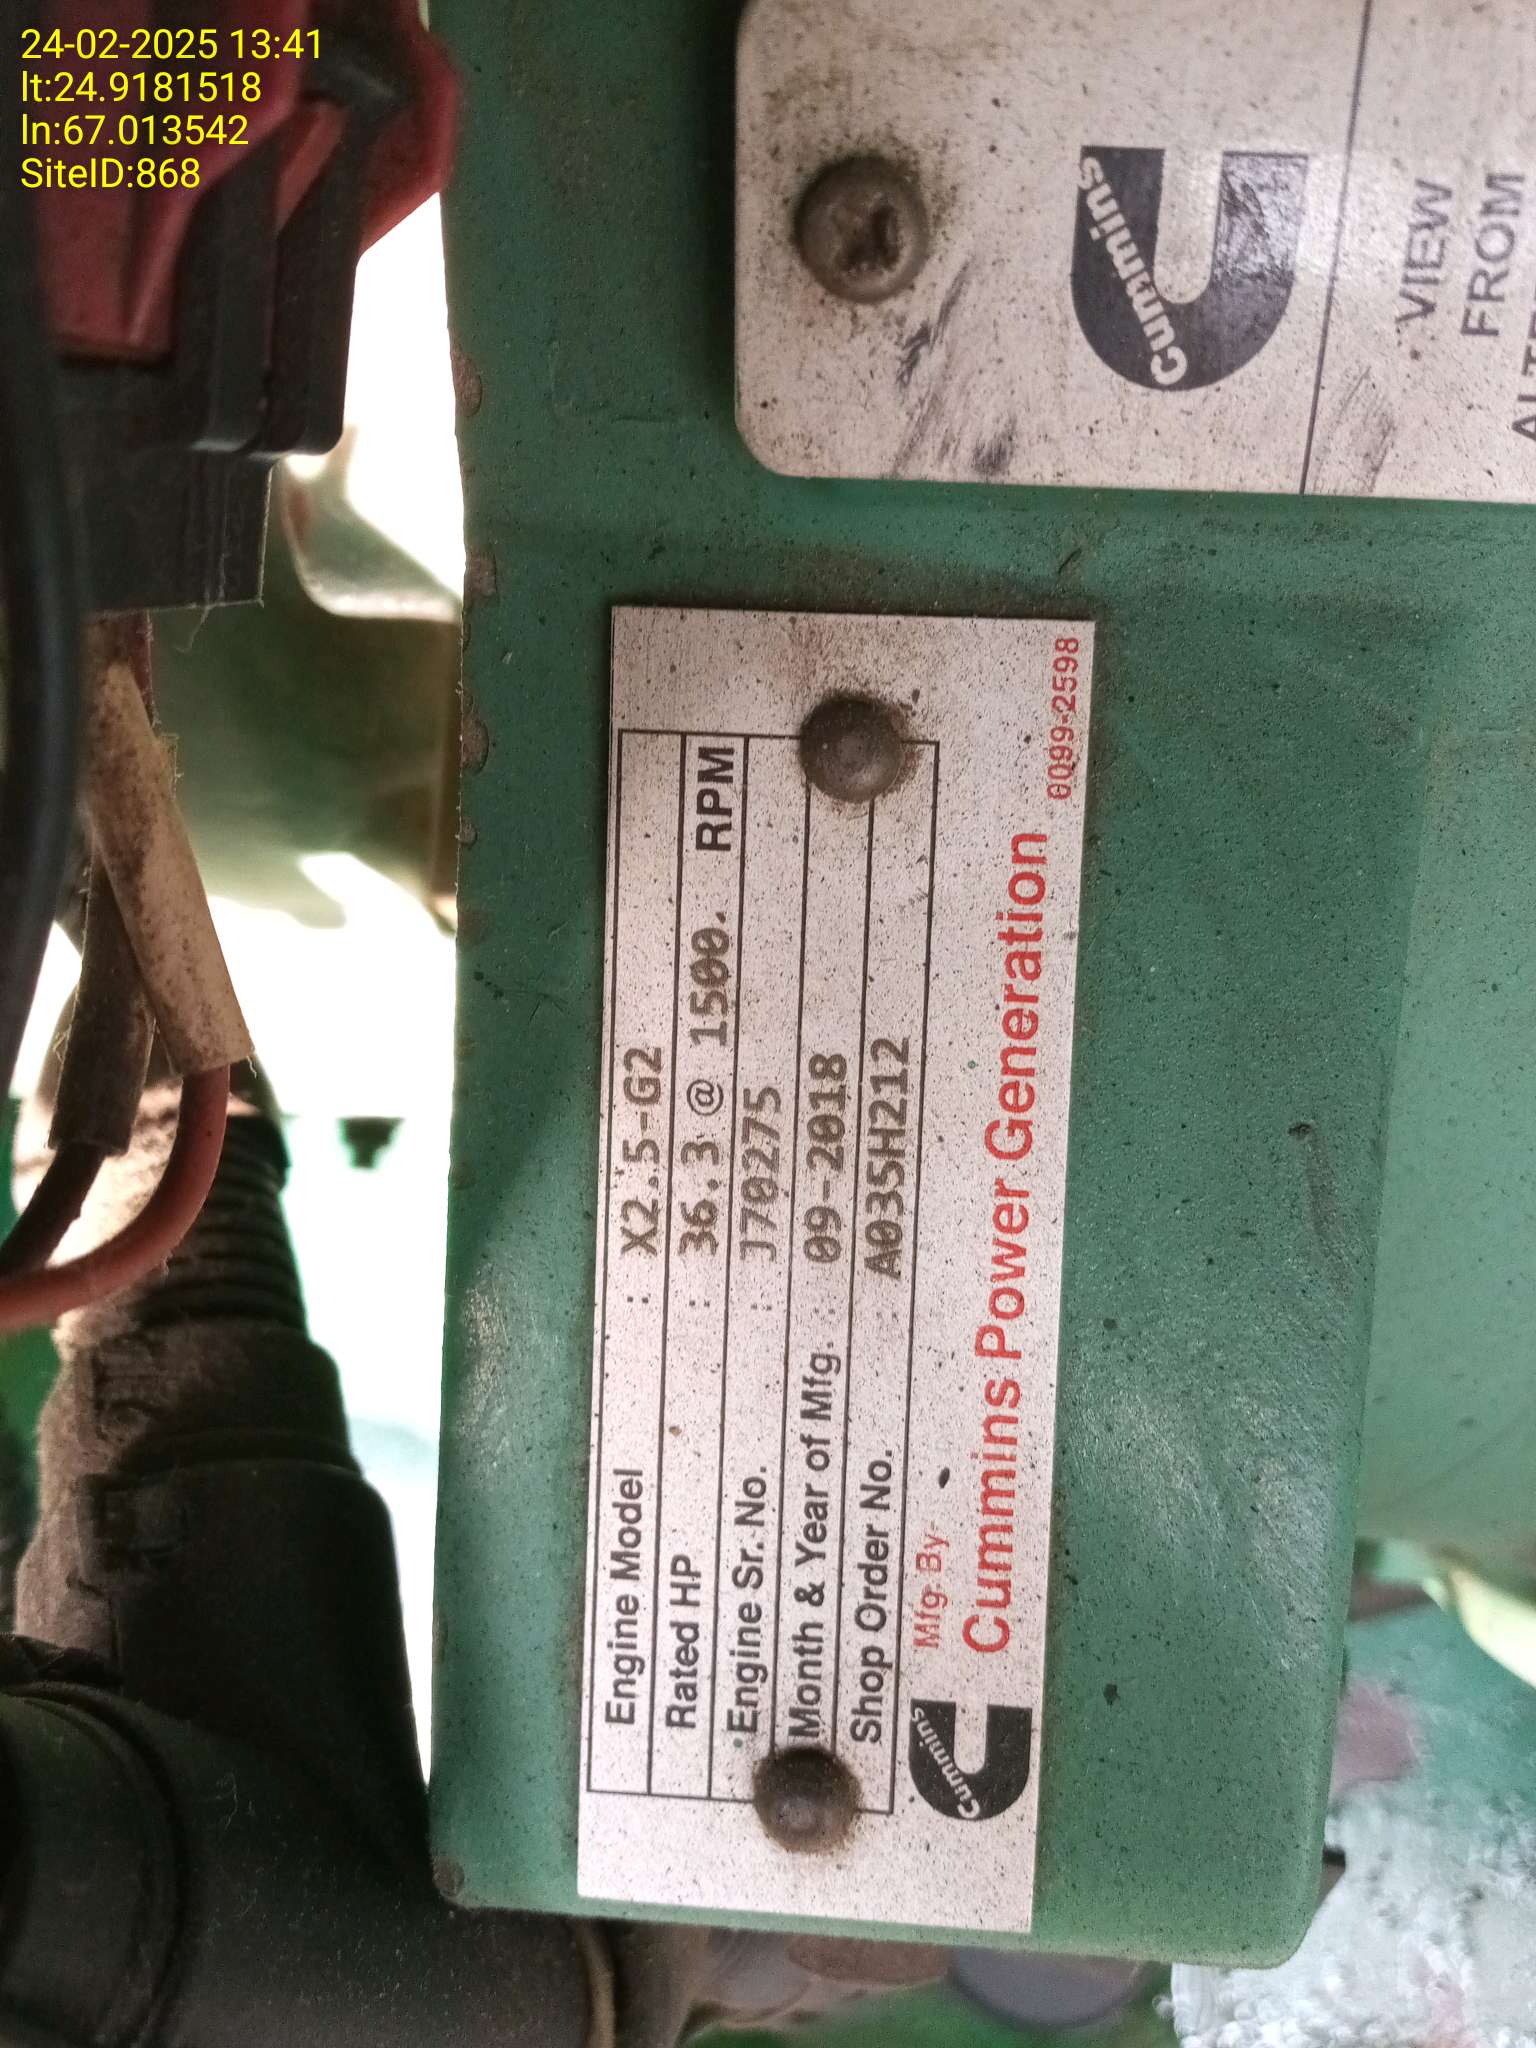 24-02-2025 13:41
lt:24.9181518
ln:67.013542
SiteID:868
Cummins
VIEW
FROM
Engine Model : X2.5-G2
Rated HP : 36.3 @ 1500. RPM
Engine Sr. No. : J70275
Month & Year of Mfg. : 09-2018
Shop Order No. : A035H212
Cummins
Mfg. By-
Cummins Power Generation
0099-2598